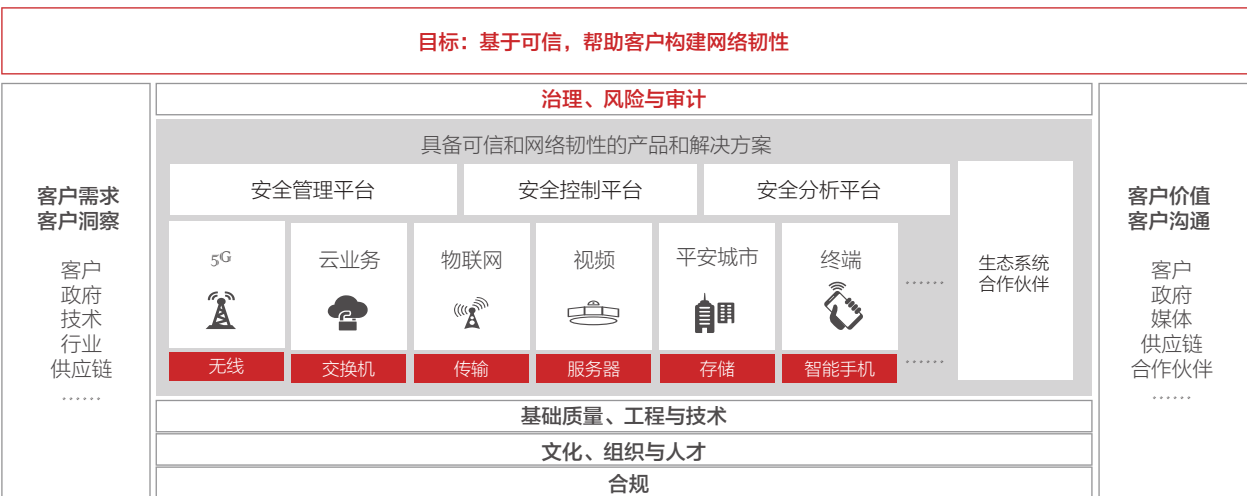 目标：基于可信，帮助客户构建网络韧性
客户需求
客户洞察
客户
政府
技术
行业
供应链
……
治理、风险与审计
具备可信和网络韧性的产品和解决方案
安全管理平台
安全控制平台
安全分析平台
5G
云业务
物联网
视频
平安城市
终端
……
无线
交换机
传输
服务器
存储
智能手机
……
生态系统
合作伙伴
基础质量、工程与技术
文化、组织与人才
合规
客户价值
客户沟通
客户
政府
媒体
供应链
合作伙伴
……